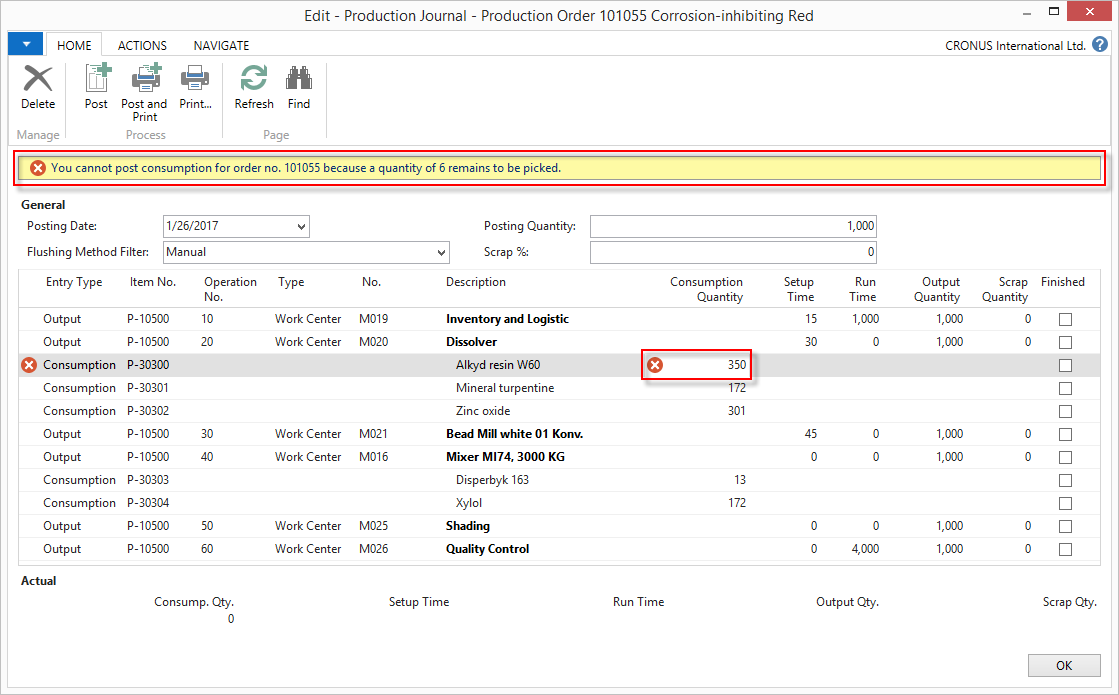 Edit - Production Journal - Production Order 101055 Corrosion-inhibiting Red
HOME ACTIONS NAVIGATE CRONUS International Ltd. ?
Delete Post Post and Print Print... Refresh Find
Manage Process Page
You cannot post consumption for order no. 101055 because a quantity of 6 remains to be picked.
General
Posting Date: 1/26/2017 Posting Quantity: 1,000
Flushing Method Filter: Manual Scrap %: 0
Entry Type Item No. Operation No. Type No. Description Consumption Quantity Setup Time Run Time Output Quantity Scrap Quantity Finished
Output P-10500 10 Work Center M019 Inventory and Logistic 15 1,000 1,000 0
Output P-10500 20 Work Center M020 Dissolver 30 0 1,000 0
Consumption P-30300 Alkyd resin W60 350
Consumption P-30301 Mineral turpentine 172
Consumption P-30302 Zinc oxide 301
Output P-10500 30 Work Center M021 Bead Mill white 01 Konv. 45 0 1,000 0
Output P-10500 40 Work Center M016 Mixer MI74, 3000 KG 0 0 1,000 0
Consumption P-30303 Disperbyk 163 13
Consumption P-30304 Xylol 172
Output P-10500 50 Work Center M025 Shading 0 0 1,000 0
Output P-10500 60 Work Center M026 Quality Control 0 4,000 1,000 0
Actual
Consump. Qty. Setup Time Run Time Output Qty. Scrap Qty.
0
OK